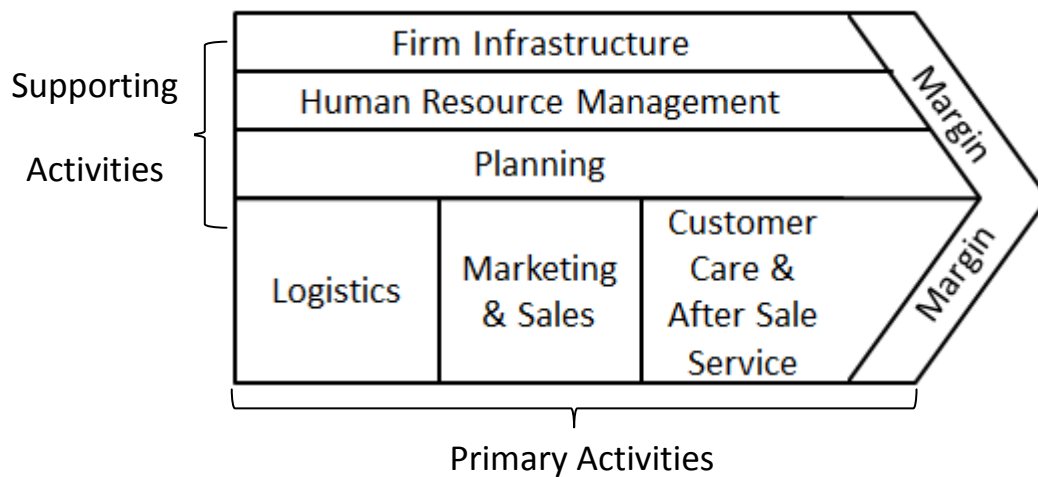 Supporting
Activities
Firm Infrastructure
Human Resource Management
Planning
Logistics
Marketing
& Sales
Customer
Care &
After Sale
Service
Margin
Margin
Primary Activities